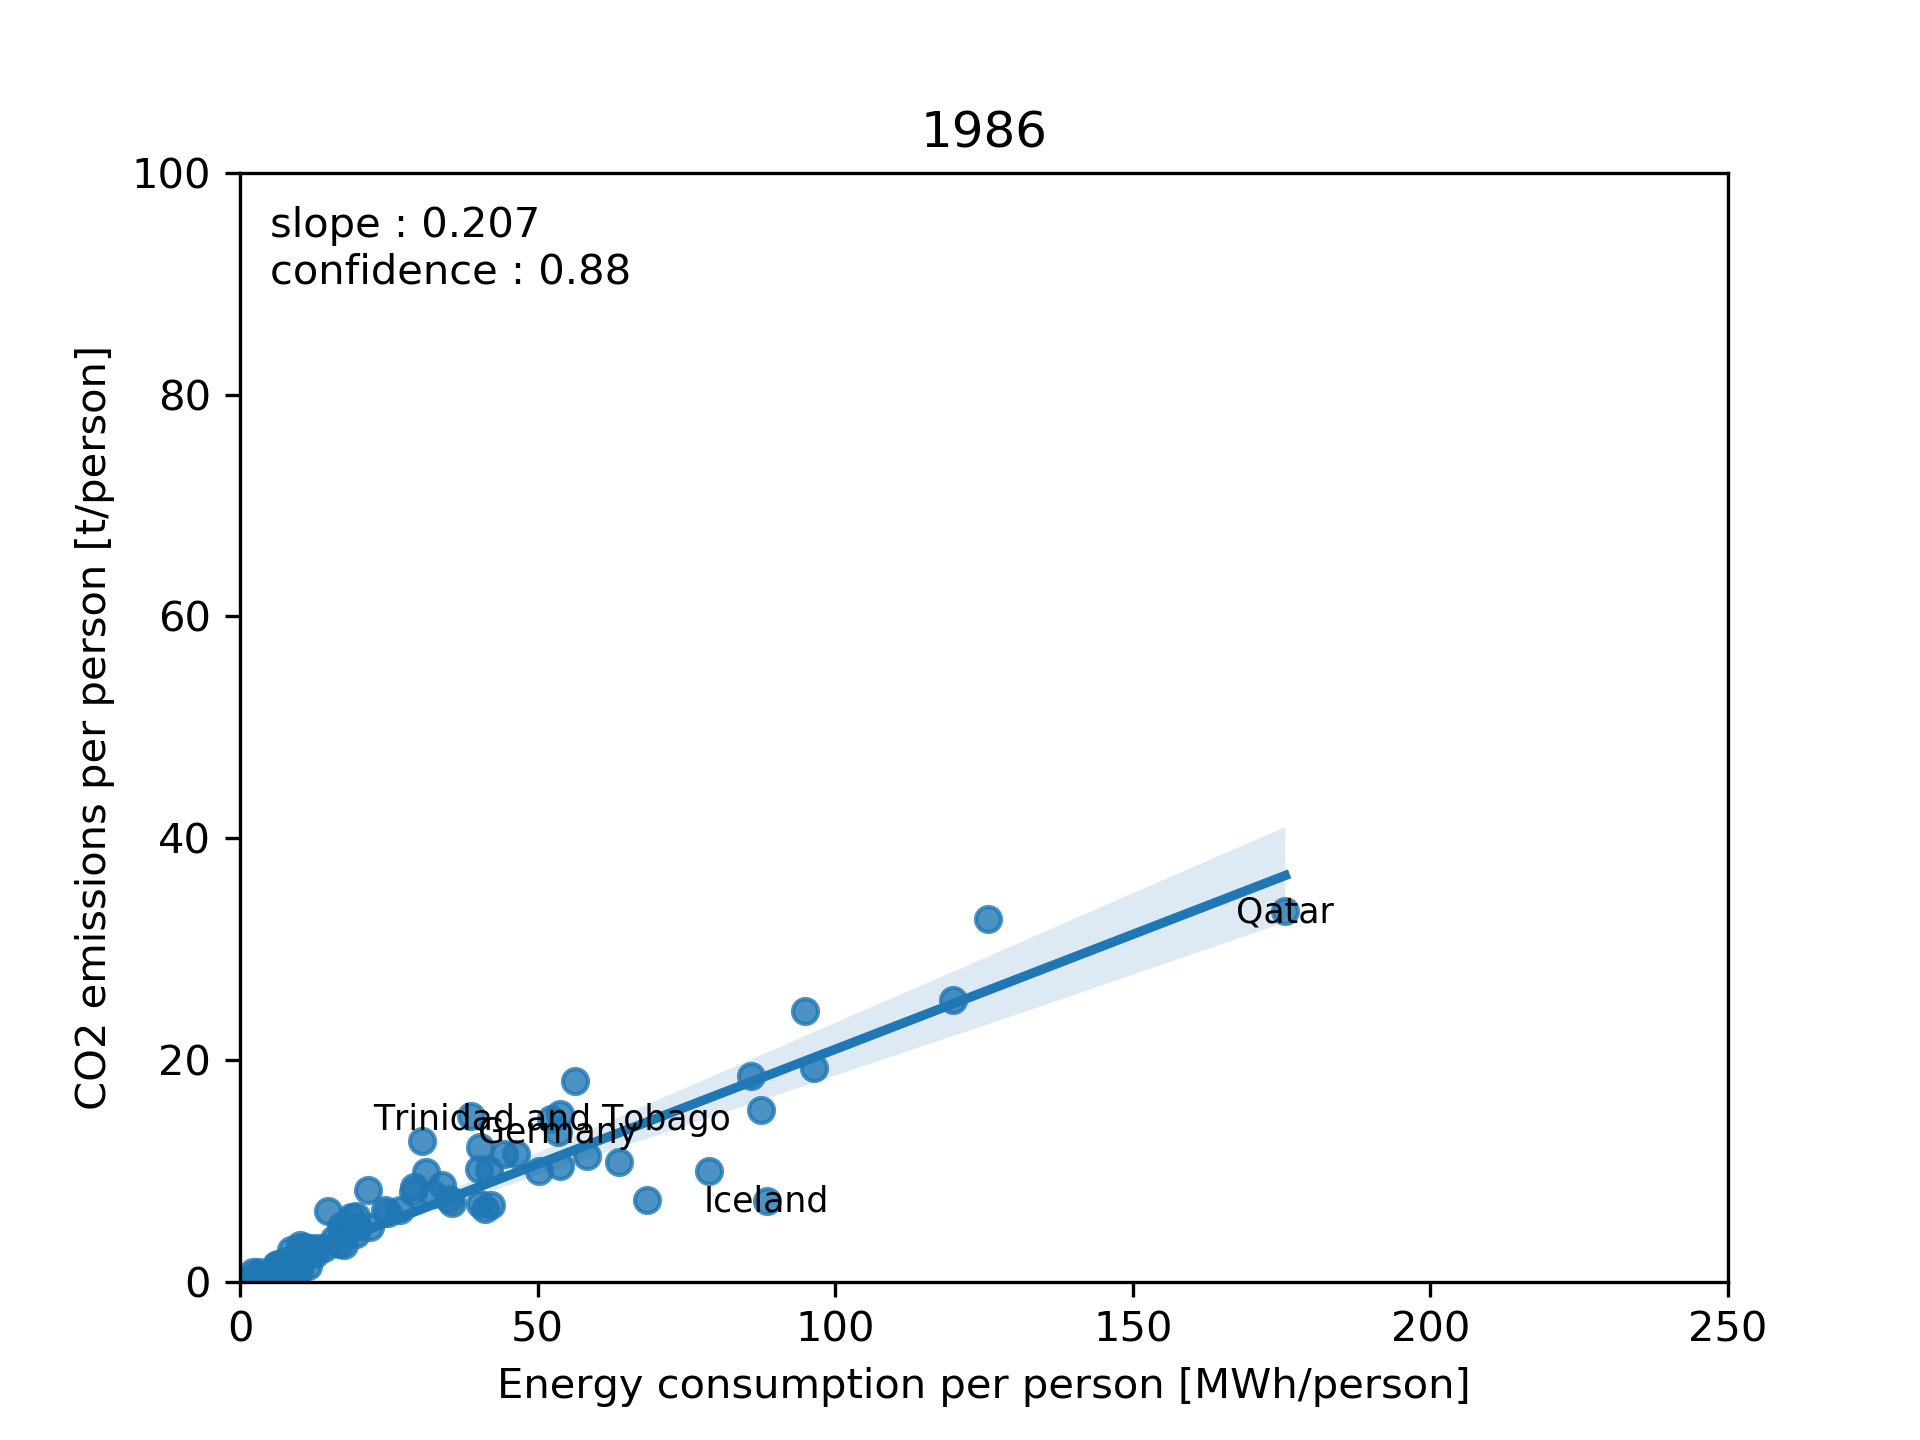 1986
100
80
60
40
20
0
slope : 0.207
confidence : 0.88
CO2 emissions per person [t/person]
Qatar
Trinidad and Tobago
Germany
Iceland
0 50 100 150 200 250
Energy consumption per person [MWh/person]